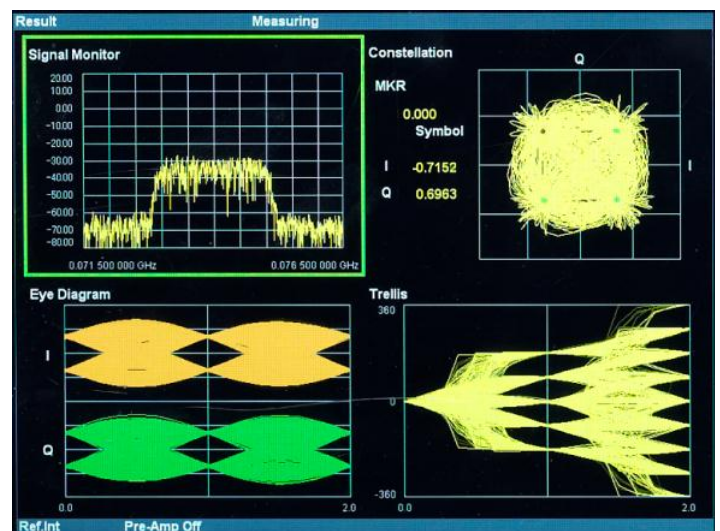 Result Measuring
Signal Monitor
20.00
10.00
0.00
-10.00
-20.00
-30.00
-40.00
-50.00
-60.00
-70.00
-80.00
0.071 500 000 GHz 0.076 500 000 GHz
Constellation
Q
MKR
0.000
Symbol
I -0.7152
Q 0.6963
I
Eye Diagram
I
Q
0.0 2.0
Trellis
360
0
-360
0.0 2.0
Ref.Int Pre-Amp Off